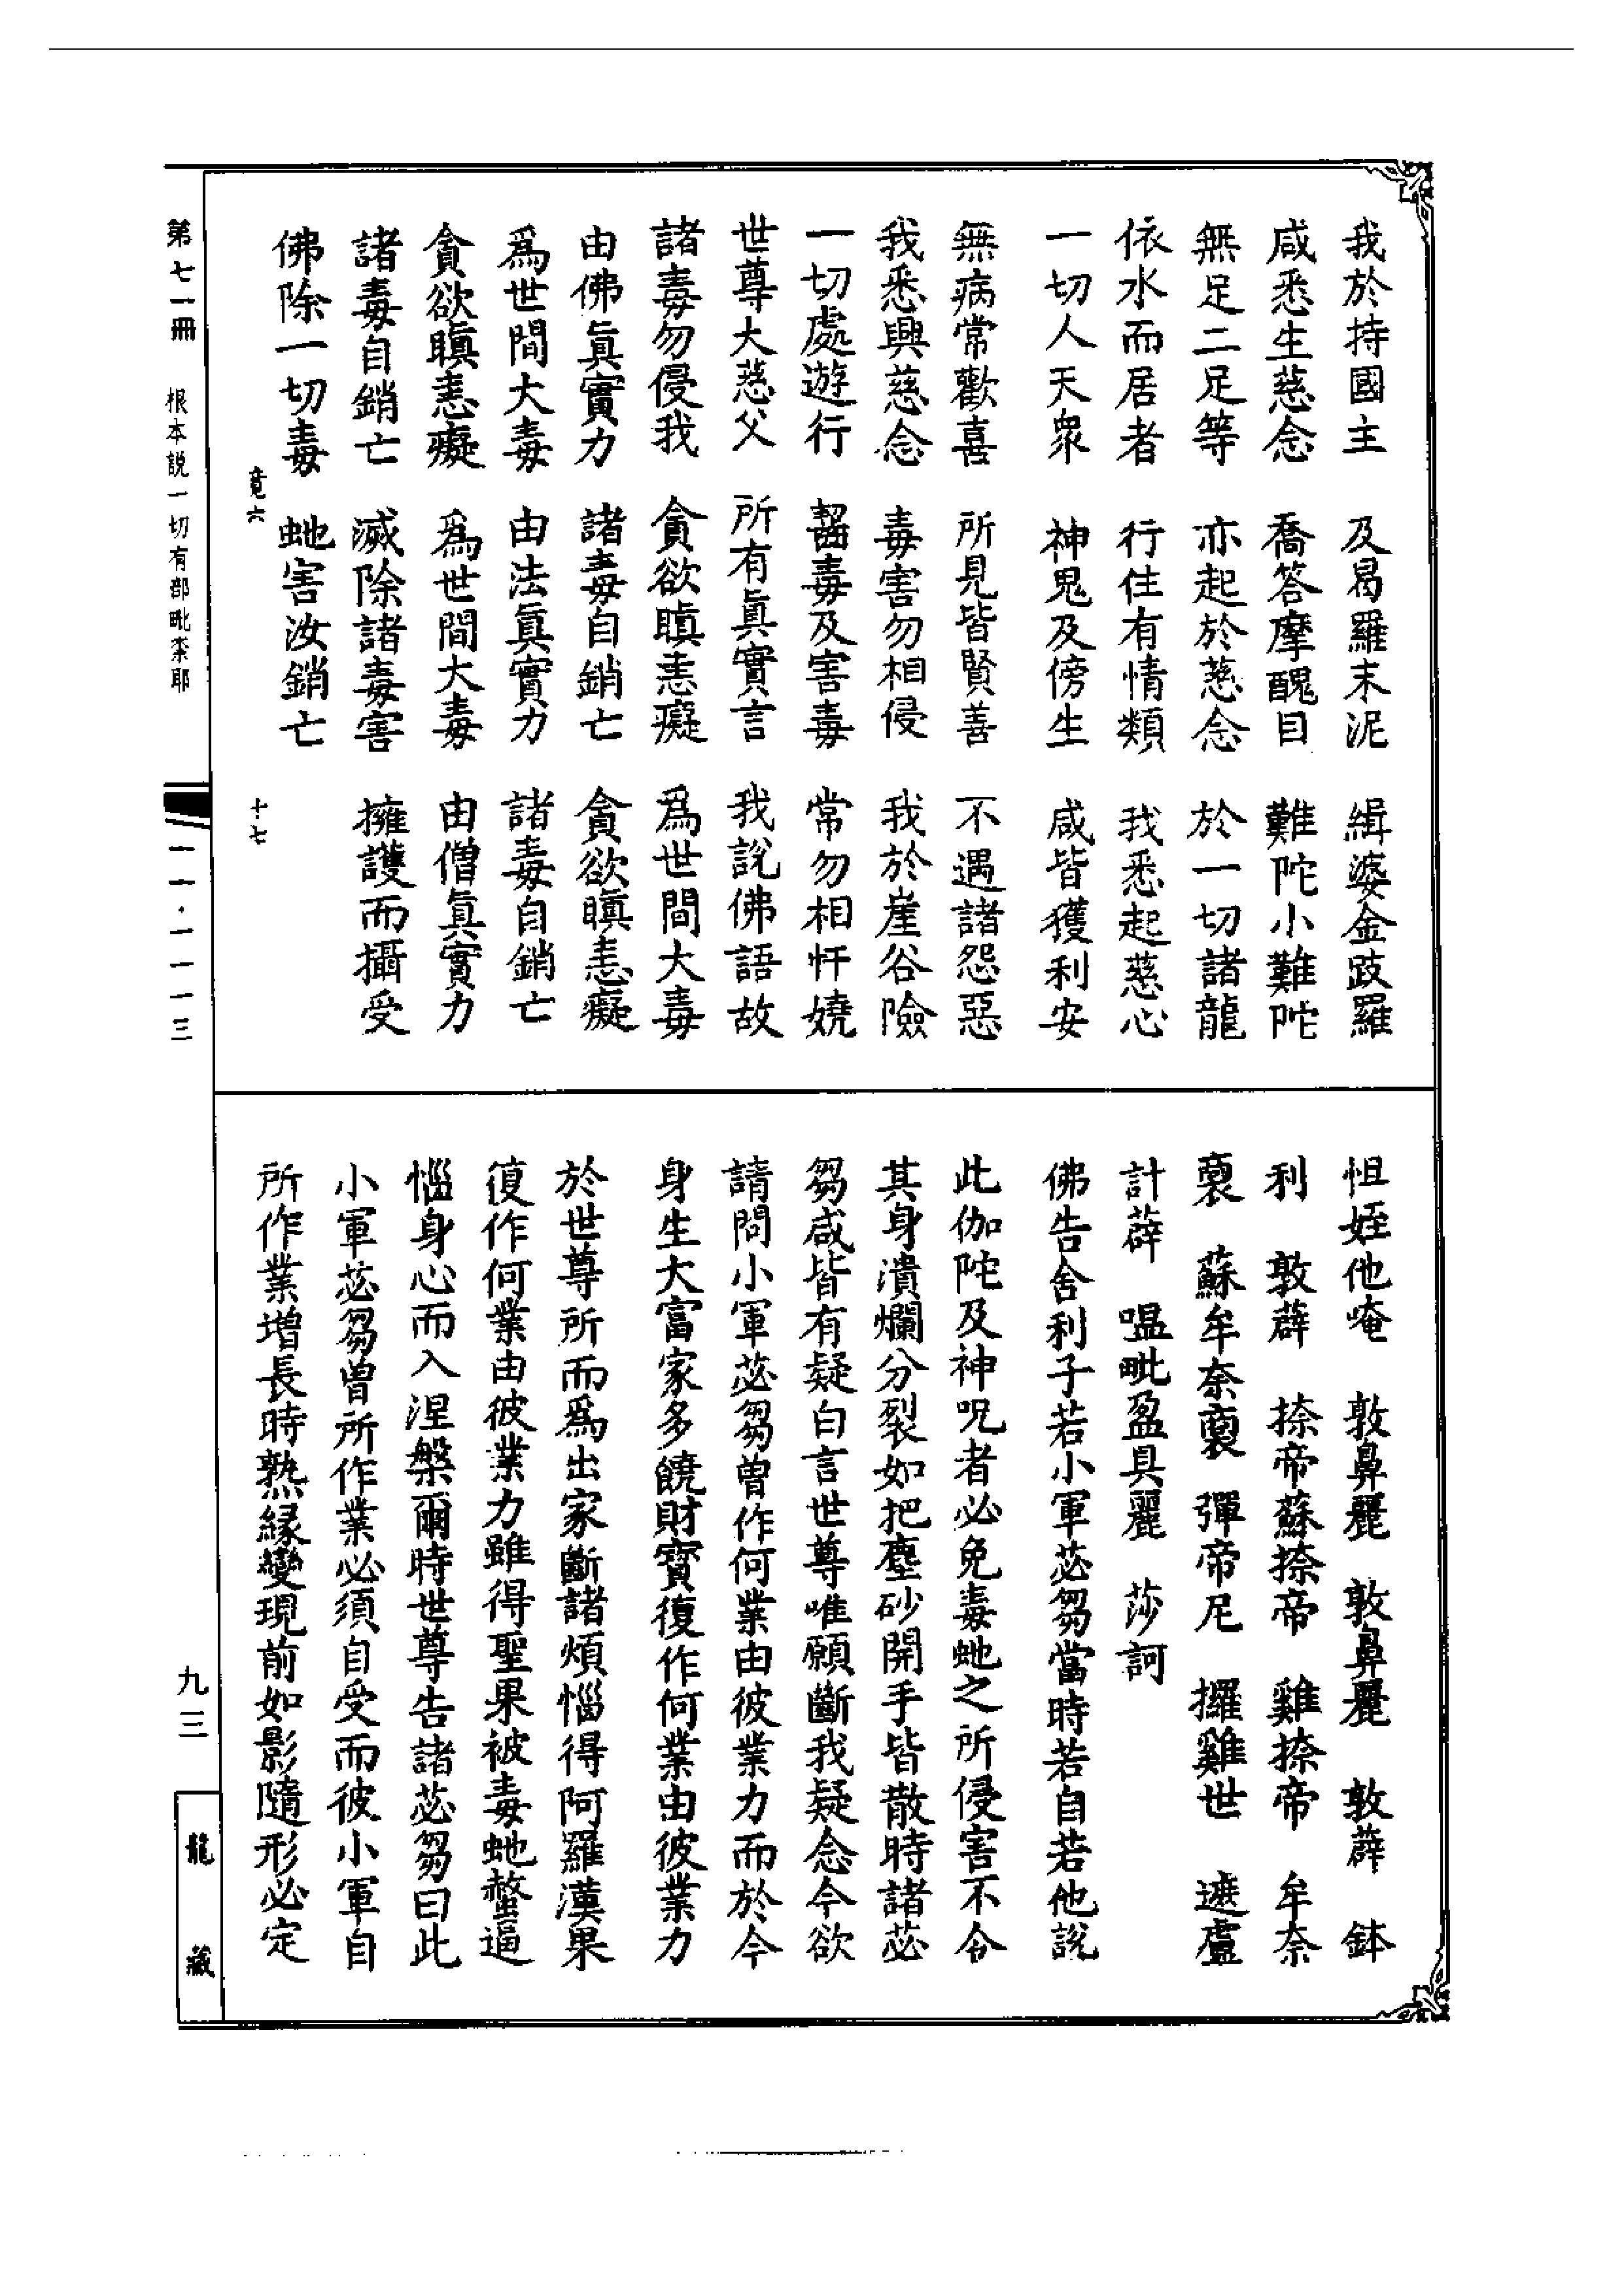 我於持國主　及曷羅末泥　緝婆金跂羅
咸悉生慈念　喬答摩醜目　難陀小難陀
無足二足等　亦起於慈念　於一切諸龍
依水而居者　行住有情類　我悉起慈心
一切人天衆　神鬼及傍生　咸皆獲利安
無病常歡喜　所見皆賢善　不遇諸怨惡
我悉興慈念　毒害勿相侵　我於崖谷險
一切處遊行　齧毒及害毒　常勿相忓嬈
世尊大慈父　所有眞實言　我説佛語故
諸毒勿侵我　貪欲瞋恚癡　爲世間大毒
由佛眞實力　諸毒自銷亡　貪欲瞋恚癡
爲世間大毒　由法眞實力　諸毒自銷亡
貪欲瞋恚癡　爲世間大毒　由僧眞實力
諸毒自銷亡　滅除諸毒害　擁護而攝受
佛除一切毒　虵害汝銷亡
竟六　十七
怛姪他唵　敦鼻麗　敦鼻麗　敦薜　鉢
利　敦薜　捺帝蘇捺帝　雞捺帝　牟奈
裔　蘇牟奈裔　彈帝尼　攞雞世　遮盧
計薜　嗢毗盈具麗　莎訶
佛告舍利子若小軍苾芻當時若自若他説
此伽陀及神呪者必免毒虵之所侵害不令
其身潰爛分裂如把塵砂開手皆散時諸苾
芻咸皆有疑白言世尊唯願斷我疑念今欲
請問小軍苾芻曾作何業由彼業力而於今
身生大富家多饒財寶復作何業由彼業力
於世尊所而爲出家斷諸煩惱得阿羅漢果
復作何業由彼業力雖得聖果被毒虵螫逼
惱身心而入涅槃爾時世尊告諸苾芻曰此
小軍苾芻曾所作業必須自受而彼小軍自
所作業增長時熟緣變現前如影隨形必定
第七一冊　根本説一切有部毗柰耶
一一・一一一三
九三
龍藏